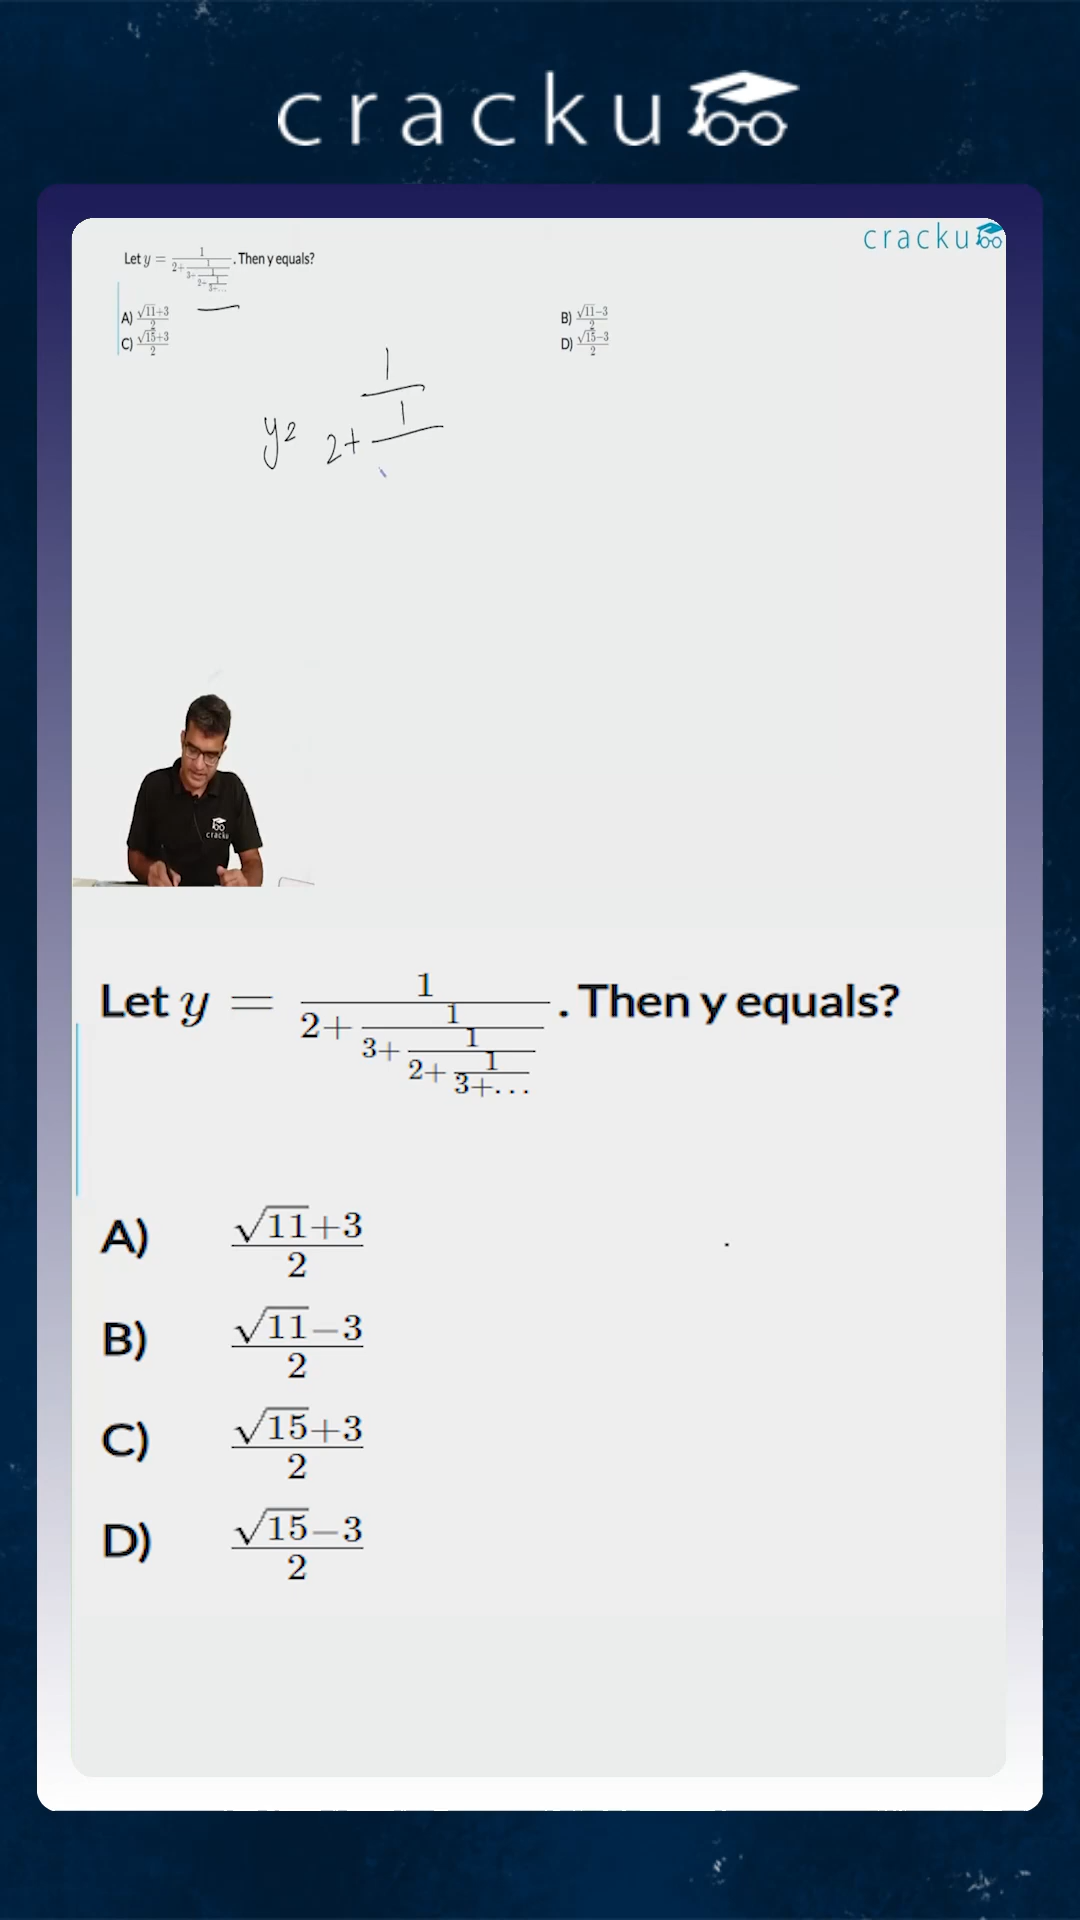 cracku
cracku
Let y = 1/(2+1/(3+1/(2+1/(3+...)))) . Then y equals?
A) (√11+3)/2
B) (√11−3)/2
C) (√15+3)/2
D) (√15−3)/2
1
1
y=
2+
cracku
Let y = 1/(2+1/(3+1/(2+1/(3+...)))) . Then y equals?
A) (√11+3)/2
B) (√11−3)/2
C) (√15+3)/2
D) (√15−3)/2